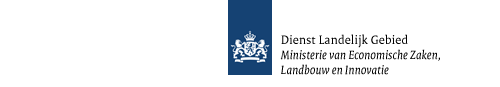 Dienst Landelijk Gebied
Ministerie van Economische Zaken,
Landbouw en Innovatie